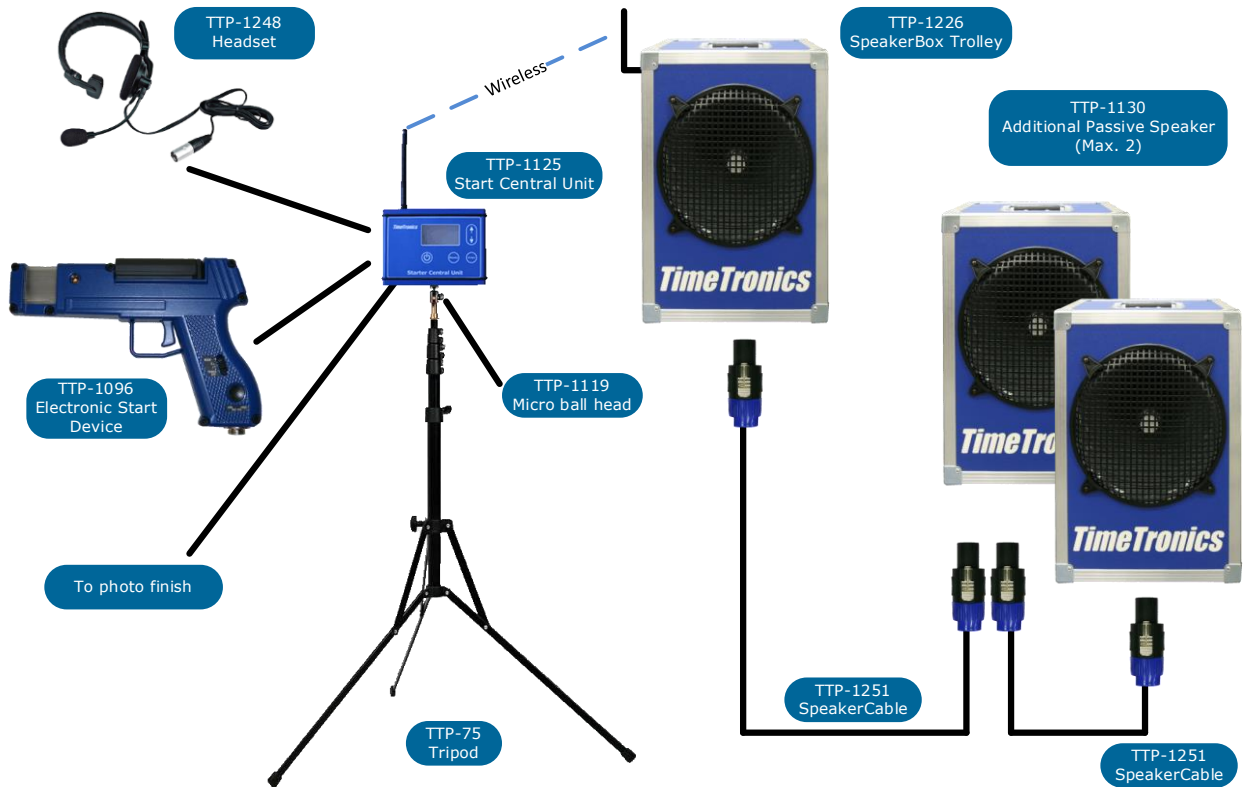 TTP-1248
Headset
Wireless
TTP-1226
SpeakerBox Trolley
TTP-1130
Additional Passive Speaker
(Max. 2)
TTP-1125
Start Central Unit
TimeTronics
Starter Central Unit
TimeTronics
TTP-1096
Electronic Start
Device
TTP-1119
Micro ball head
TimeTro
TimeTronics
To photo finish
TTP-1251
SpeakerCable
TTP-75
Tripod
TTP-1251
SpeakerCable